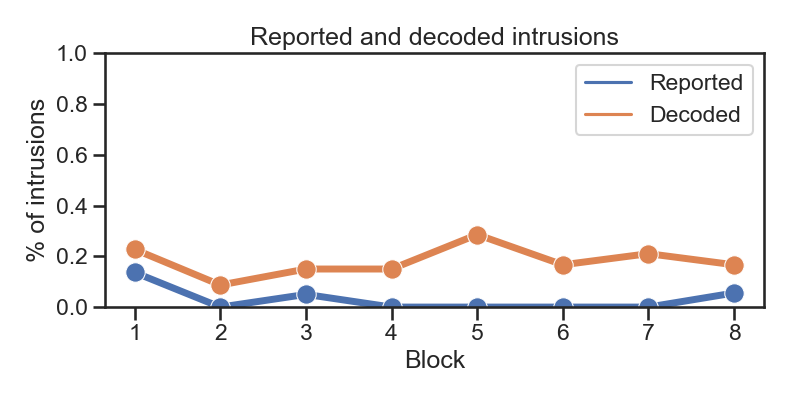 Reported and decoded intrusions
1.0
0.8
0.6
0.4
0.2
0.0
% of intrusions
Reported
Decoded
1 2 3 4 5 6 7 8
Block